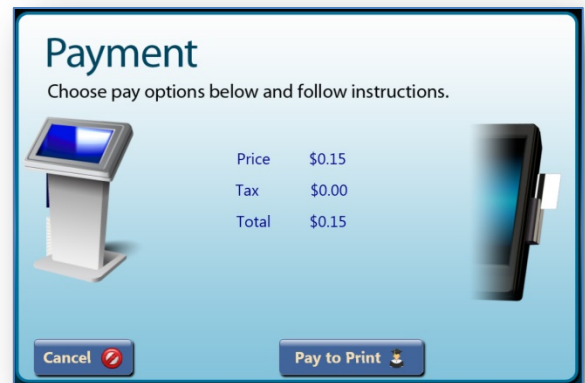 Payment
Choose pay options below and follow instructions.
Price $0.15
Tax $0.00
Total $0.15
Cancel
Pay to Print